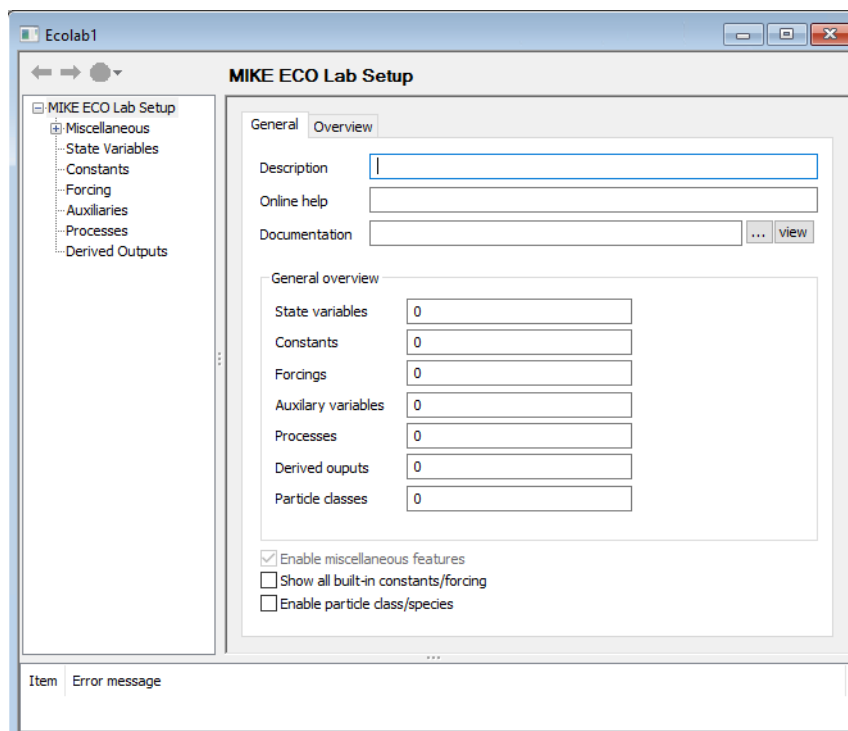 Ecolab1
MIKE ECO Lab Setup
MIKE ECO Lab Setup
Miscellaneous
State Variables
Constants
Forcing
Auxiliaries
Processes
Derived Outputs
General Overview
Description
Online help
Documentation ... view
General overview
State variables 0
Constants 0
Forcings 0
Auxilary variables 0
Processes 0
Derived ouputs 0
Particle classes 0
Enable miscellaneous features
Show all built-in constants/forcing
Enable particle class/species
Item Error message